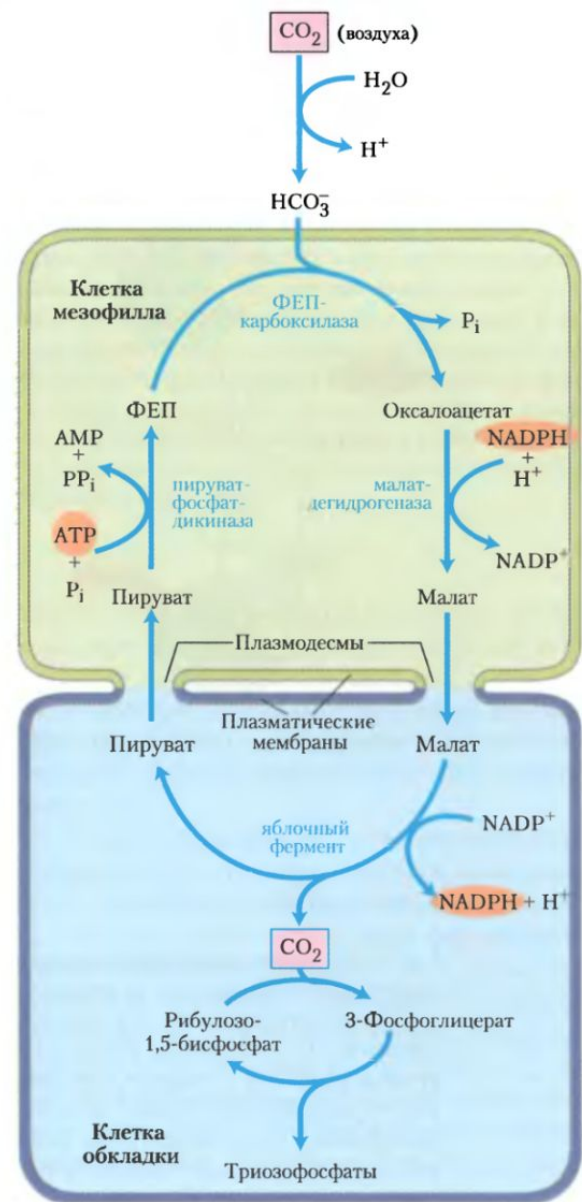 CO₂ (воздуха)
H₂O
H⁺
HCO₃⁻
Клетка
мезофилла
ФЕП-
карбоксилаза
Pᵢ
ФЕП
Оксалоацетат
AMP
+
PPᵢ
NADPH
+
H⁺
пируват-
фосфат-
дикиназа
малат-
дегидрогеназа
ATP
+
Pᵢ
NADP⁺
Пируват
Малат
Плазмодесмы
Плазматические
мембраны
Пируват
Малат
яблочный
фермент
NADP⁺
NADPH + H⁺
CO₂
Рибулозо-
1,5-бисфосфат
3-Фосфоглицерат
Клетка
обкладки
Триозофосфаты